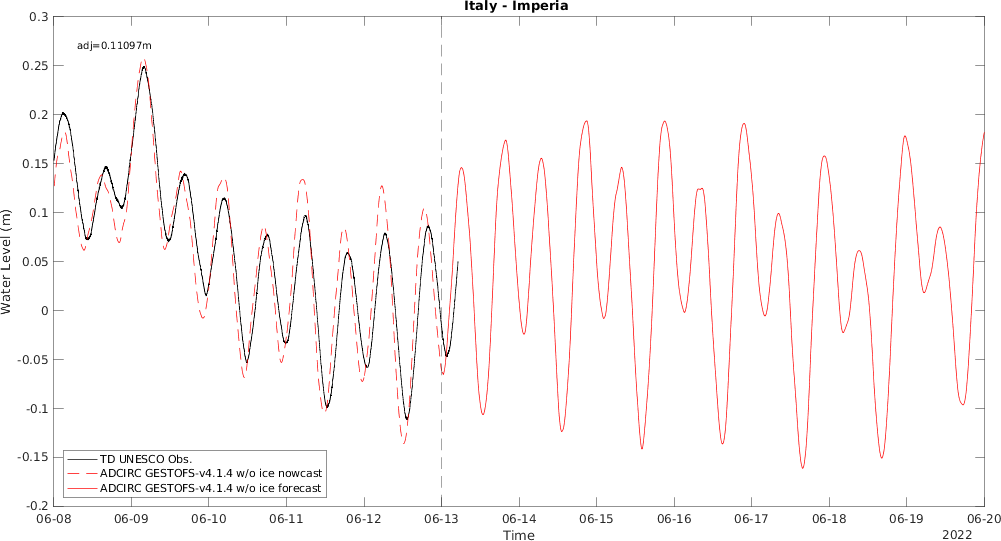 Italy - Imperia
adj=0.11097m
Water Level (m)
0.3
0.25
0.2
0.15
0.1
0.05
0
-0.05
-0.1
-0.15
-0.2
TD UNESCO Obs.
ADCIRC GESTOFS-v4.1.4 w/o ice nowcast
ADCIRC GESTOFS-v4.1.4 w/o ice forecast
06-08 06-09 06-10 06-11 06-12 06-13 06-14 06-15 06-16 06-17 06-18 06-19 06-20
Time
2022